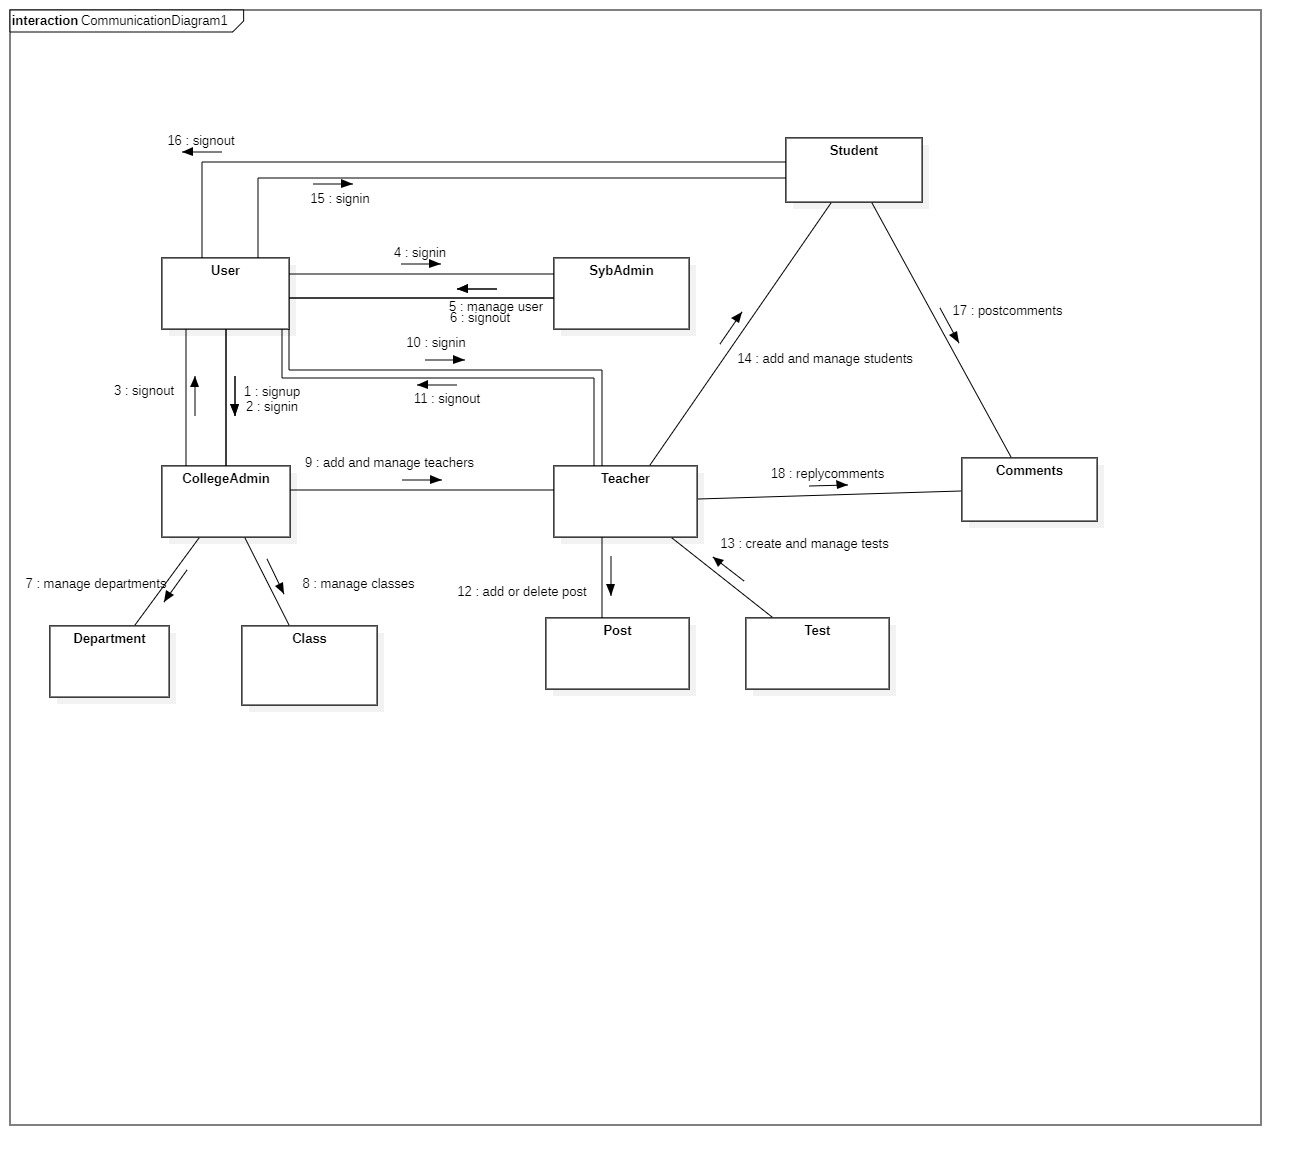 interaction CommunicationDiagram1
16 : signout
Student
15 : signin
4 : signin
User
SybAdmin
5 : manage user
6 : signout
17 : postcomments
10 : signin
14 : add and manage students
3 : signout
1 : signup
2 : signin
11 : signout
9 : add and manage teachers
CollegeAdmin
Teacher
18 : replycomments
Comments
13 : create and manage tests
7 : manage departments
8 : manage classes
12 : add or delete post
Department
Class
Post
Test